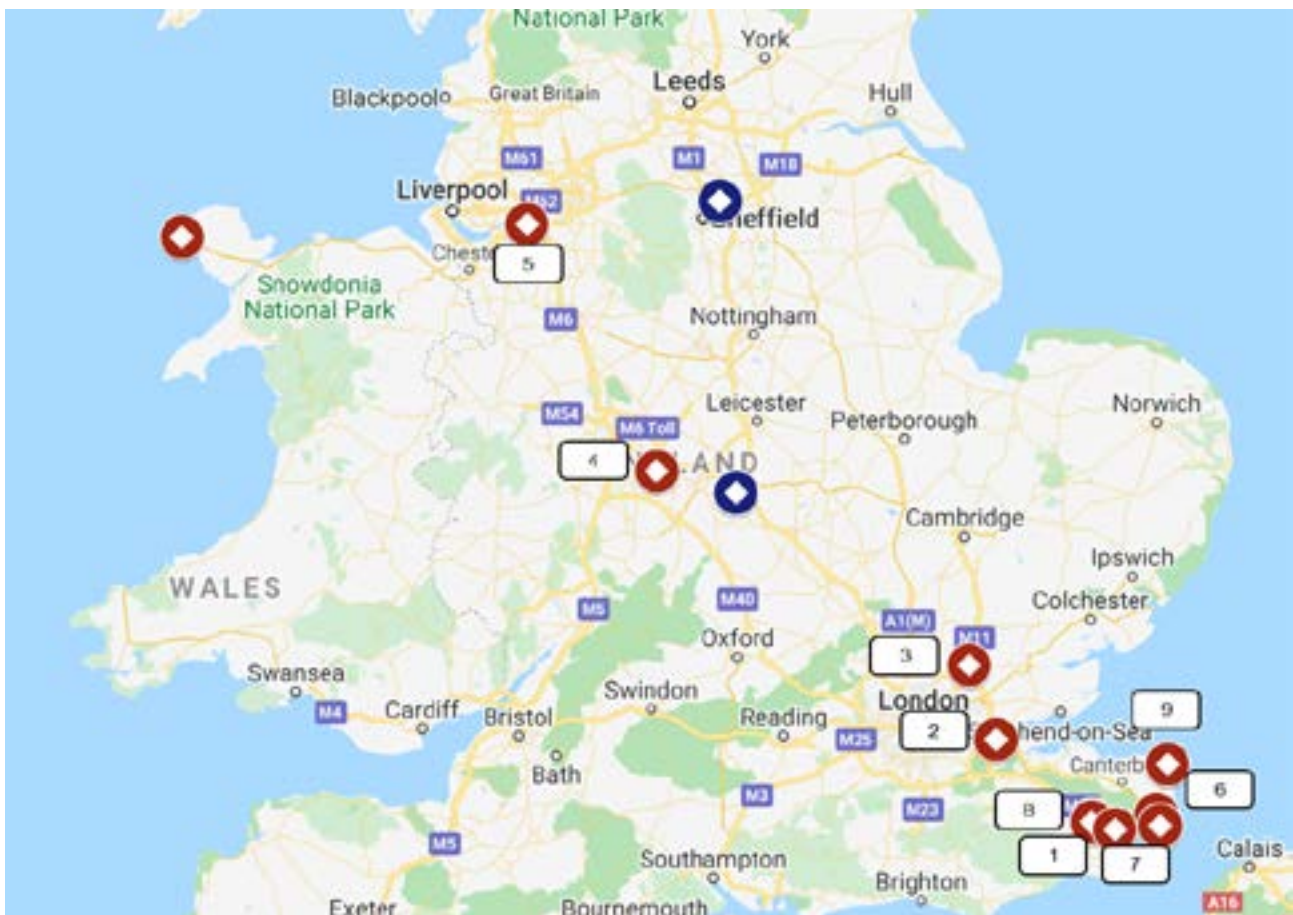 National Park
York
Leeds
Blackpool
Great Britain
Hull
M61
M1
M18
Liverpool
M62
Sheffield
Cheste
5
Snowdonia
National Park
M6
Nottingham
M54
Leicester
Norwich
M6 Toll
Peterborough
4
LAND
Cambridge
Ipswich
WALES
M5
M40
Colchester
A1(M)
Oxford
M11
3
Swansea
Swindon
London
9
M4
Cardiff
Bristol
Reading
M25
2
hend-on-Sea
Bath
Canterb
6
M3
M23
8
M5
1
7
Southampton
Calais
Brighton
Exeter
Bournemouth
A16